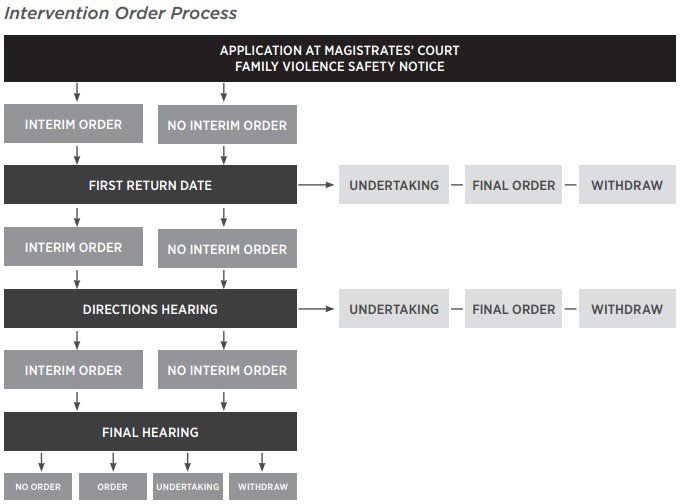 Intervention Order Process
APPLICATION AT MAGISTRATES' COURT
FAMILY VIOLENCE SAFETY NOTICE
INTERIM ORDER
NO INTERIM ORDER
FIRST RETURN DATE
UNDERTAKING
FINAL ORDER
WITHDRAW
INTERIM ORDER
NO INTERIM ORDER
DIRECTIONS HEARING
UNDERTAKING
FINAL ORDER
WITHDRAW
INTERIM ORDER
NO INTERIM ORDER
FINAL HEARING
NO ORDER
ORDER
UNDERTAKING
WITHDRAW